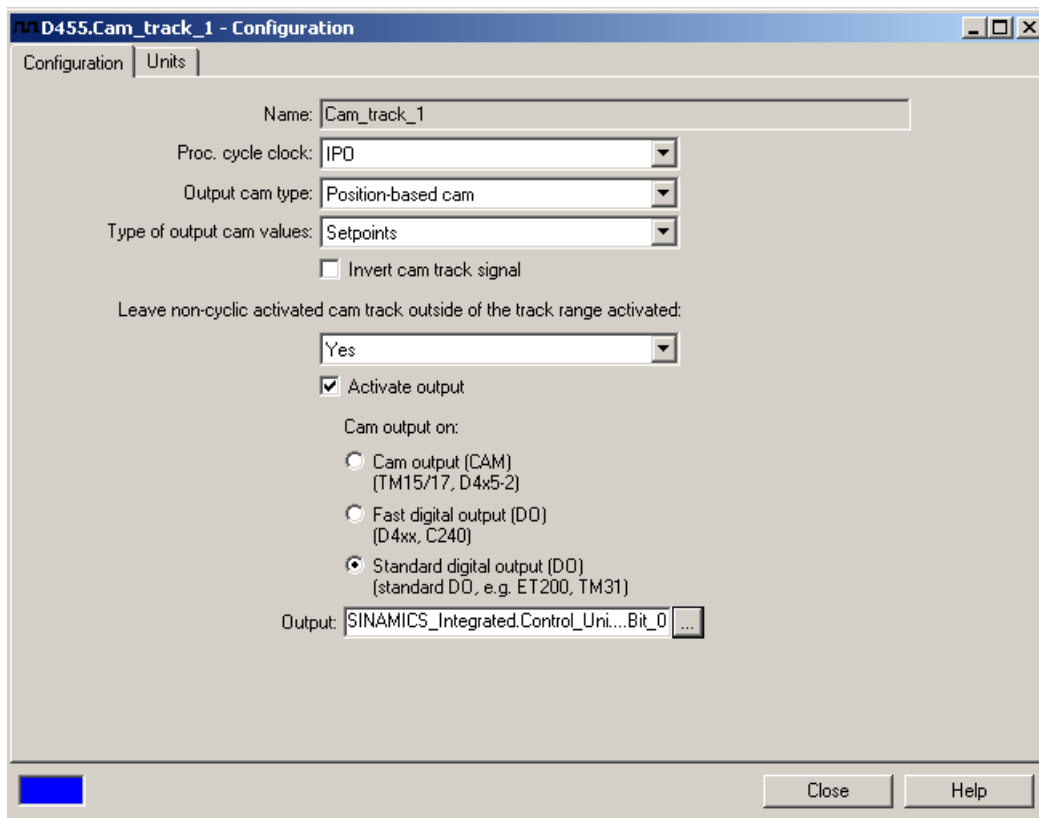 D455.Cam_track_1 - Configuration
Configuration Units
Name: Cam_track_1
Proc. cycle clock: IPO
Output cam type: Position-based cam
Type of output cam values: Setpoints
Invert cam track signal
Leave non-cyclic activated cam track outside of the track range activated:
Yes
Activate output
Cam output on:
Cam output (CAM)
(TM15/17, D4x5-2)
Fast digital output (DO)
(D4xx, C240)
Standard digital output (DO)
(standard DO, e.g. ET200, TM31)
Output: SINAMICS_Integrated.Control_Uni....Bit_0 ...
Close Help